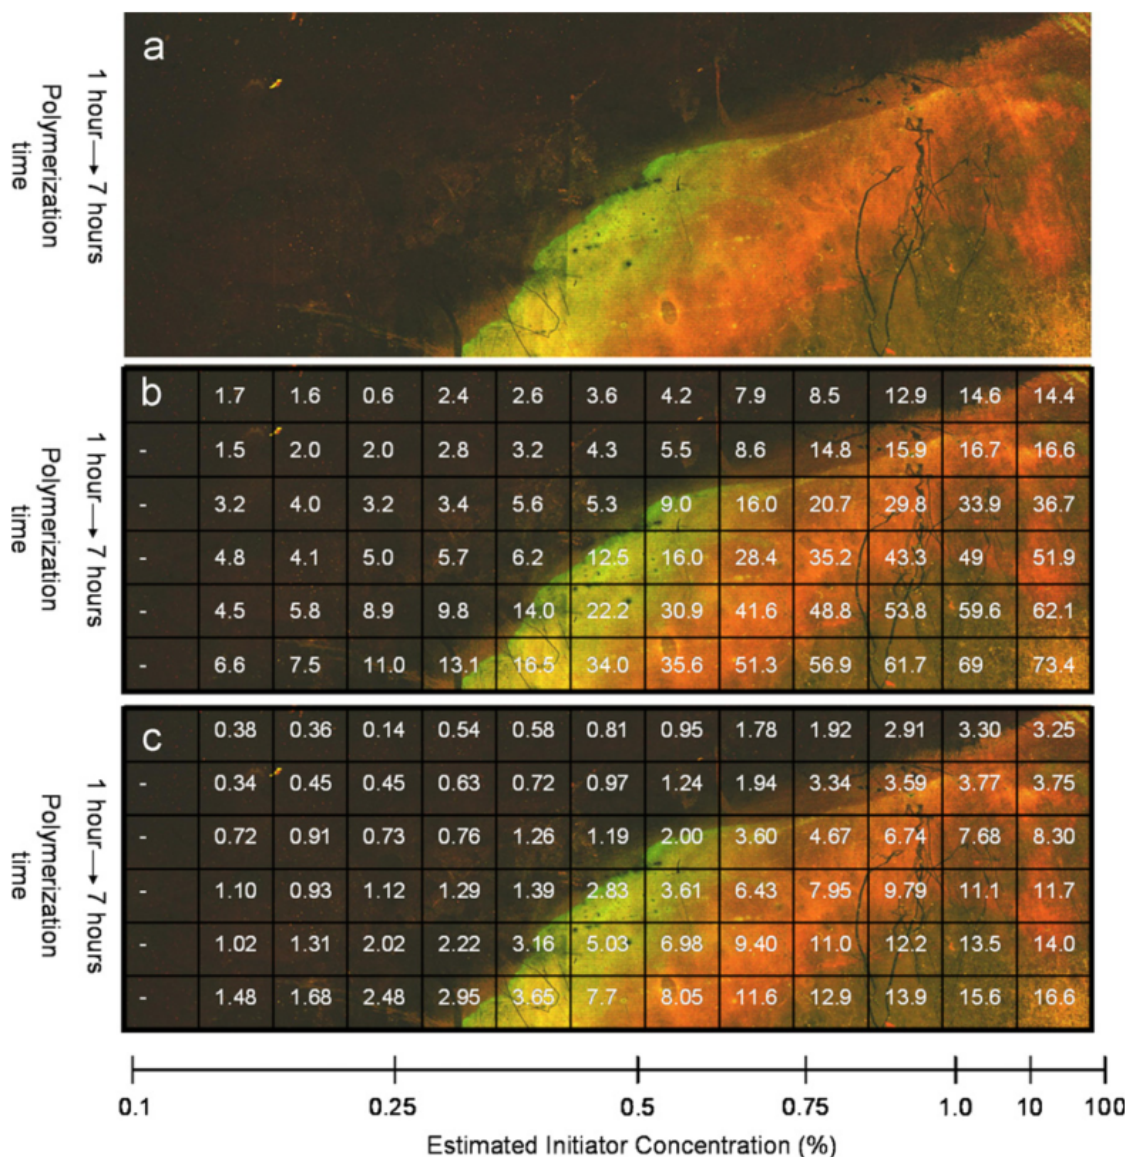 a
1 hour→7 hours
Polymerization
time
b
1.7 1.6 0.6 2.4 2.6 3.6 4.2 7.9 8.5 12.9 14.6 14.4
- 1.5 2.0 2.0 2.8 3.2 4.3 5.5 8.6 14.8 15.9 16.7 16.6
- 3.2 4.0 3.2 3.4 5.6 5.3 9.0 16.0 20.7 29.8 33.9 36.7
- 4.8 4.1 5.0 5.7 6.2 12.5 16.0 28.4 35.2 43.3 49 51.9
- 4.5 5.8 8.9 9.8 14.0 22.2 30.9 41.6 48.8 53.8 59.6 62.1
- 6.6 7.5 11.0 13.1 16.5 34.0 35.6 51.3 56.9 61.7 69 73.4
1 hour→7 hours
Polymerization
time
c
0.38 0.36 0.14 0.54 0.58 0.81 0.95 1.78 1.92 2.91 3.30 3.25
- 0.34 0.45 0.45 0.63 0.72 0.97 1.24 1.94 3.34 3.59 3.77 3.75
- 0.72 0.91 0.73 0.76 1.26 1.19 2.00 3.60 4.67 6.74 7.68 8.30
- 1.10 0.93 1.12 1.29 1.39 2.83 3.61 6.43 7.95 9.79 11.1 11.7
- 1.02 1.31 2.02 2.22 3.16 5.03 6.98 9.40 11.0 12.2 13.5 14.0
- 1.48 1.68 2.48 2.95 3.65 7.7 8.05 11.6 12.9 13.9 15.6 16.6
1 hour→7 hours
Polymerization
time
0.1 0.25 0.5 0.75 1.0 10 100
Estimated Initiator Concentration (%)